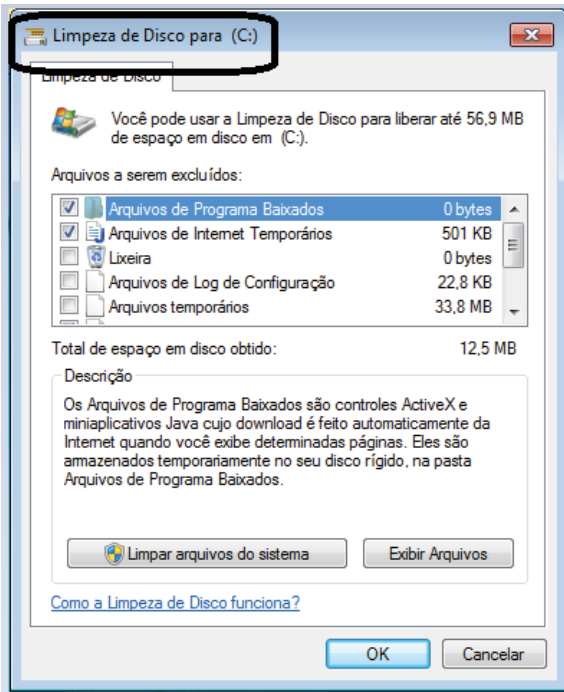 Limpeza de Disco para (C:)
Limpeza de Disco
Você pode usar a Limpeza de Disco para liberar até 56,9 MB
de espaço em disco em (C:).
Arquivos a serem excluídos:
Arquivos de Programa Baixados 0 bytes
Arquivos de Internet Temporários 501 KB
Lixeira 0 bytes
Arquivos de Log de Configuração 22,8 KB
Arquivos temporários 33,8 MB
Total de espaço em disco obtido: 12,5 MB
Descrição
Os Arquivos de Programa Baixados são controles ActiveX e
miniaplicativos Java cujo download é feito automaticamente da
Internet quando você exibe determinadas páginas. Eles são
armazenados temporariamente no seu disco rígido, na pasta
Arquivos de Programa Baixados.
Limpar arquivos do sistema Exibir Arquivos
Como a Limpeza de Disco funciona?
OK Cancelar